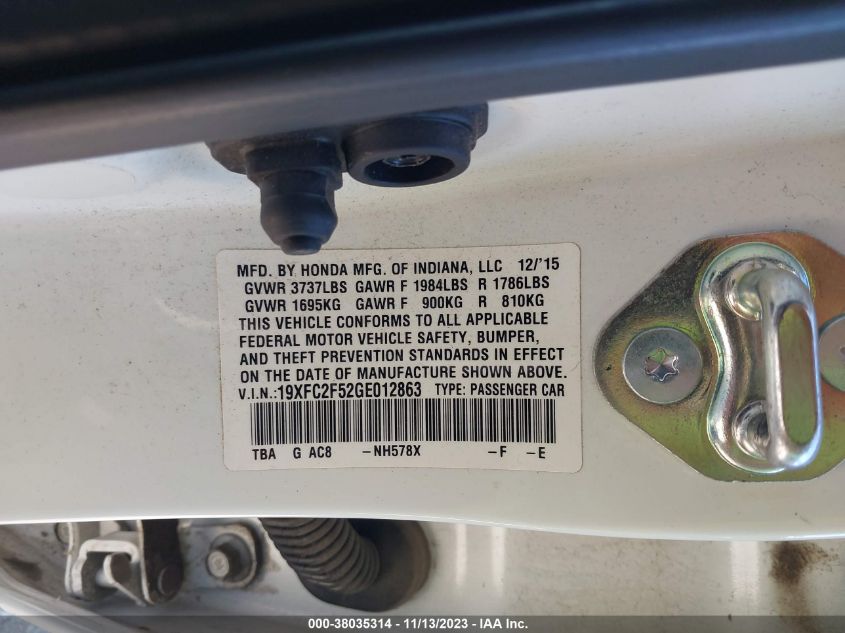 MFD. BY HONDA MFG. OF INDIANA, LLC 12/'15
GVWR 3737LBS GAWR F 1984LBS R 1786LBS
GVWR 1695KG GAWR F 900KG R 810KG
THIS VEHICLE CONFORMS TO ALL APPLICABLE
FEDERAL MOTOR VEHICLE SAFETY, BUMPER,
AND THEFT PREVENTION STANDARDS IN EFFECT
ON THE DATE OF MANUFACTURE SHOWN ABOVE.
V.I.N.:19XFC2F52GE012863 TYPE: PASSENGER CAR
TBA G AC8 -NH578X -F -E
000-38035314 - 11/13/2023 - IAA Inc.